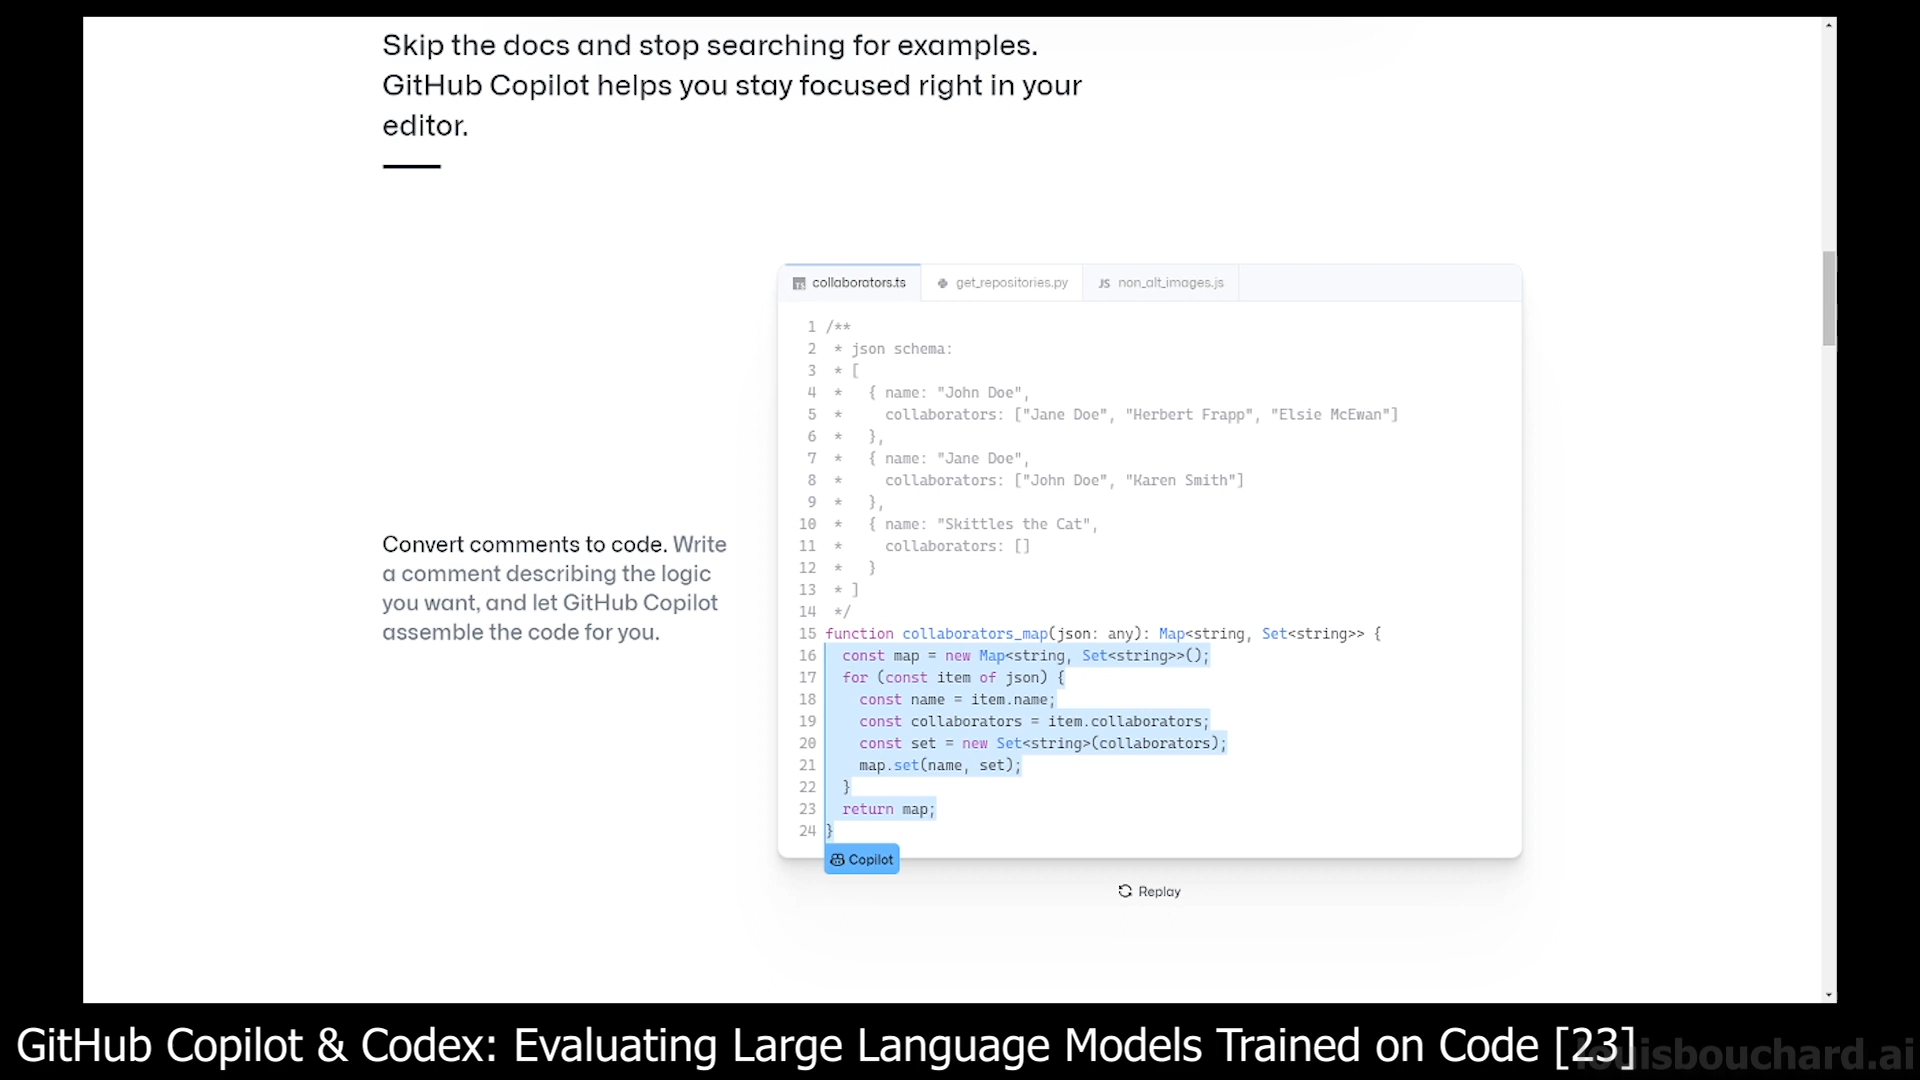 Skip the docs and stop searching for examples.
GitHub Copilot helps you stay focused right in your
editor.
Convert comments to code. Write
a comment describing the logic
you want, and let GitHub Copilot
assemble the code for you.
TS collaborators.ts
get_repositories.py
JS non_alt_images.js
1 /**
2 * json schema:
3 * [
4 *   { name: "John Doe",
5 *     collaborators: ["Jane Doe", "Herbert Frapp", "Elsie McEwan"]
6 *   },
7 *   { name: "Jane Doe",
8 *     collaborators: ["John Doe", "Karen Smith"]
9 *   },
10 *   { name: "Skittles the Cat",
11 *     collaborators: []
12 *   }
13 * ]
14 */
15 function collaborators_map(json: any): Map<string, Set<string>> {
16   const map = new Map<string, Set<string>>();
17   for (const item of json) {
18     const name = item.name;
19     const collaborators = item.collaborators;
20     const set = new Set<string>(collaborators);
21     map.set(name, set);
22   }
23   return map;
24 }
Copilot
Replay
GitHub Copilot & Codex: Evaluating Large Language Models Trained on Code [23]
louisbouchard.ai